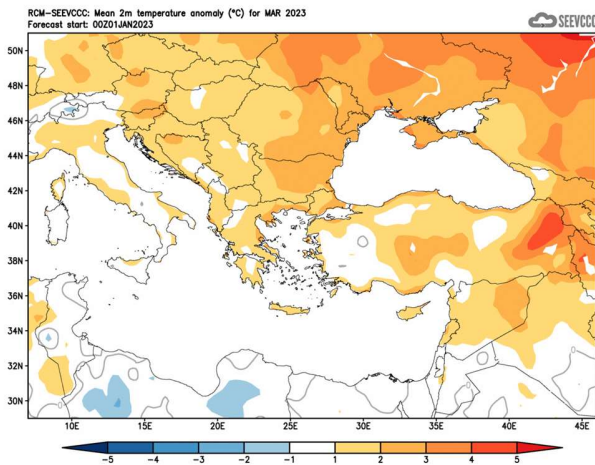 RCM-SEEVCCC: Mean 2m temperature anomaly (°C) for MAR 2023
Forecast start: 00Z01JAN2023
SEEVCCC
50N
48N
46N
44N
42N
40N
38N
36N
34N
32N
30N
10E 15E 20E 25E 30E 35E 40E 45E
-5 -4 -3 -2 -1 1 2 3 4 5